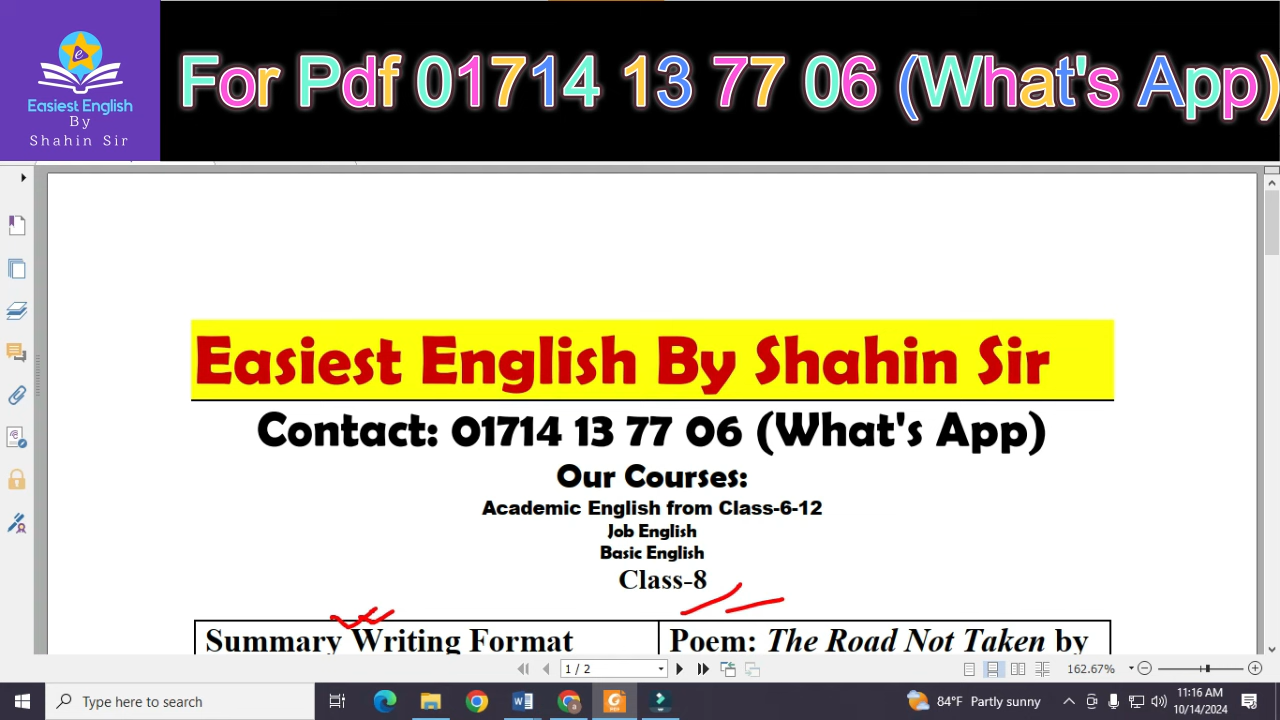 For Pdf 01714 13 77 06 (What's App)
Easiest English
By
Shahin Sir
Easiest English By Shahin Sir
Contact: 01714 13 77 06 (What's App)
Our Courses:
Academic English from Class-6-12
Job English
Basic English
Class-8
Summary Writing Format
Poem: The Road Not Taken by
1 / 2
162.67%
Type here to search
84°F Partly sunny
11:16 AM
10/14/2024